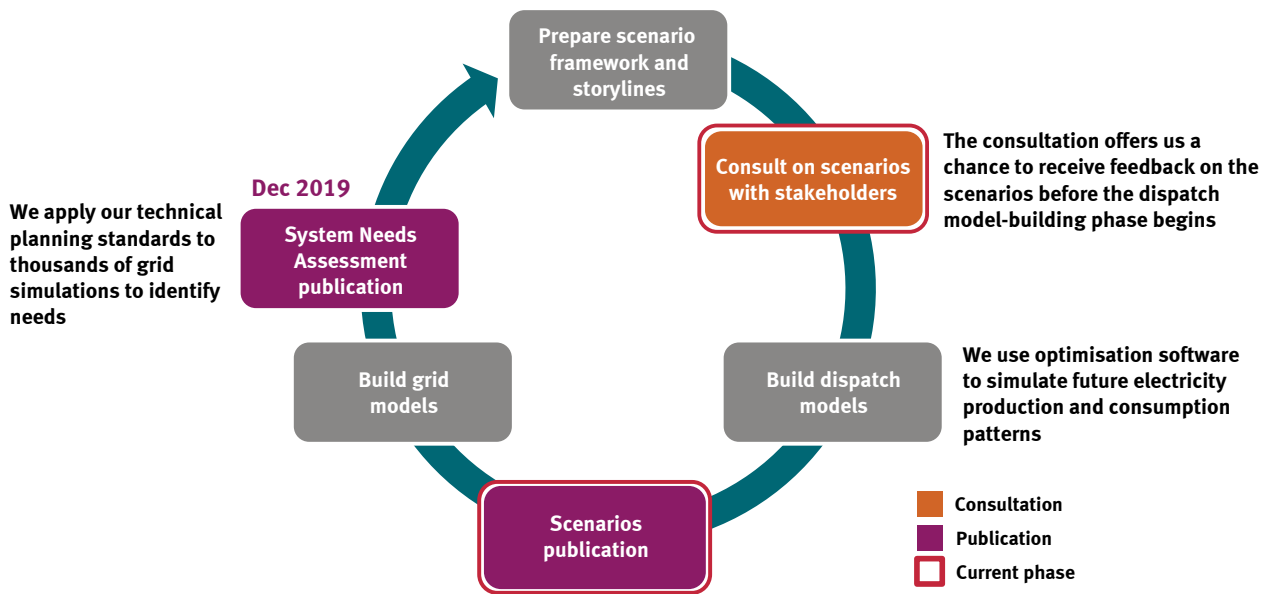 Prepare scenario
framework and
storylines
Consult on scenarios
with stakeholders
The consultation offers us a
chance to receive feedback on the
scenarios before the dispatch
model-building phase begins
Dec 2019
We apply our technical
planning standards to
thousands of grid
simulations to identify
needs
System Needs
Assessment
publication
Build grid
models
Build dispatch
models
We use optimisation software
to simulate future electricity
production and consumption
patterns
Scenarios
publication
Consultation
Publication
Current phase